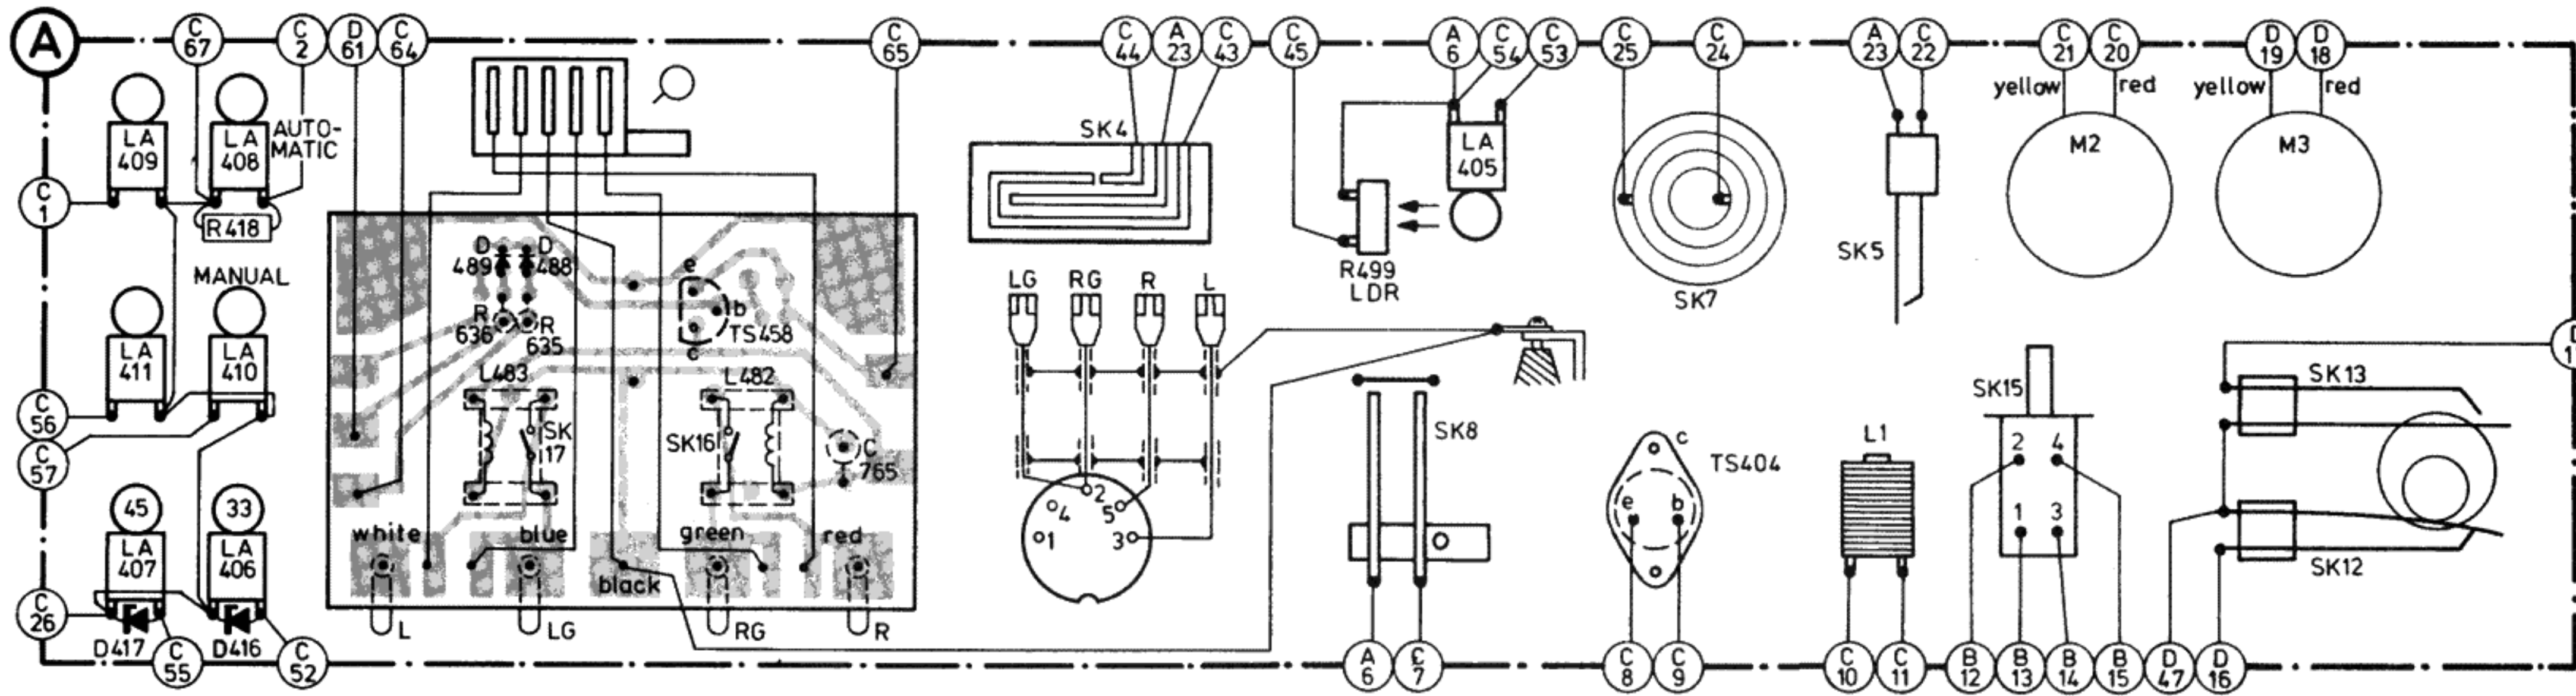 A
C 67
C 2
D 61
C 64
C 65
C 44
A 23
C 43
C 45
A 6
C 54
C 53
C 25
C 24
A 23
C 22
C 21
C 20
D 19
D 18
yellow
red
yellow
red
LA 409
LA 408
AUTO-
MATIC
SK4
LA 405
M2
M3
C 1
R418
D 489
D 488
e
b
c
TS458
R499
LDR
SK7
SK5
MANUAL
LG
RG
R
L
R 636
R 635
LA 411
LA 410
L483
L482
C 56
C 57
SK 17
SK16
C 765
SK8
c
TS404
e
b
L1
SK15
2
4
1
3
SK13
SK12
45
33
LA 407
LA 406
white
blue
black
green
red
2
4
5
1
3
C 26
D417
C 55
D416
C 52
L
LG
RG
R
A 6
C 7
C 8
C 9
C 10
C 11
B 12
B 13
B 14
B 15
D 47
D 16